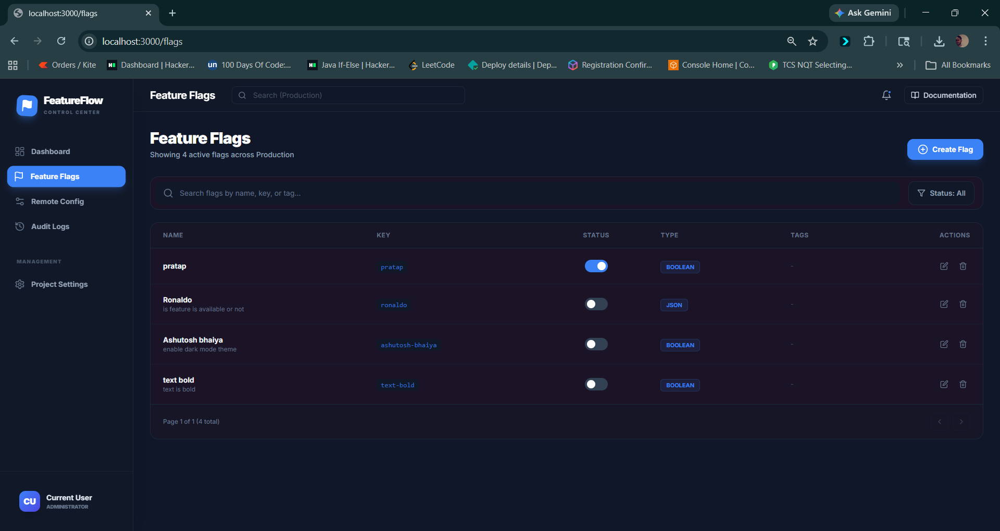 localhost:3000/flags
Ask Gemini
localhost:3000/flags
Orders / Kite
Dashboard | Hacker...
100 Days Of Code:...
Java If-Else | Hacker...
LeetCode
Deploy details | Dep...
Registration Confir...
Console Home | Co...
TCS NQT Selecting...
All Bookmarks
FeatureFlow
CONTROL CENTER
Dashboard
Feature Flags
Remote Config
Audit Logs
MANAGEMENT
Project Settings
CU
Current User
ADMINISTRATOR
Feature Flags
Search (Production)
Documentation
Feature Flags
Showing 4 active flags across Production
Create Flag
Search flags by name, key, or tag...
Status: All
NAME KEY STATUS TYPE TAGS ACTIONS
pratap pratap BOOLEAN -
Ronaldo ronaldo JSON -
is feature is available or not
Ashutosh bhaiya ashutosh-bhaiya BOOLEAN -
enable dark mode theme
text bold text-bold BOOLEAN -
text is bold
Page 1 of 1 (4 total)